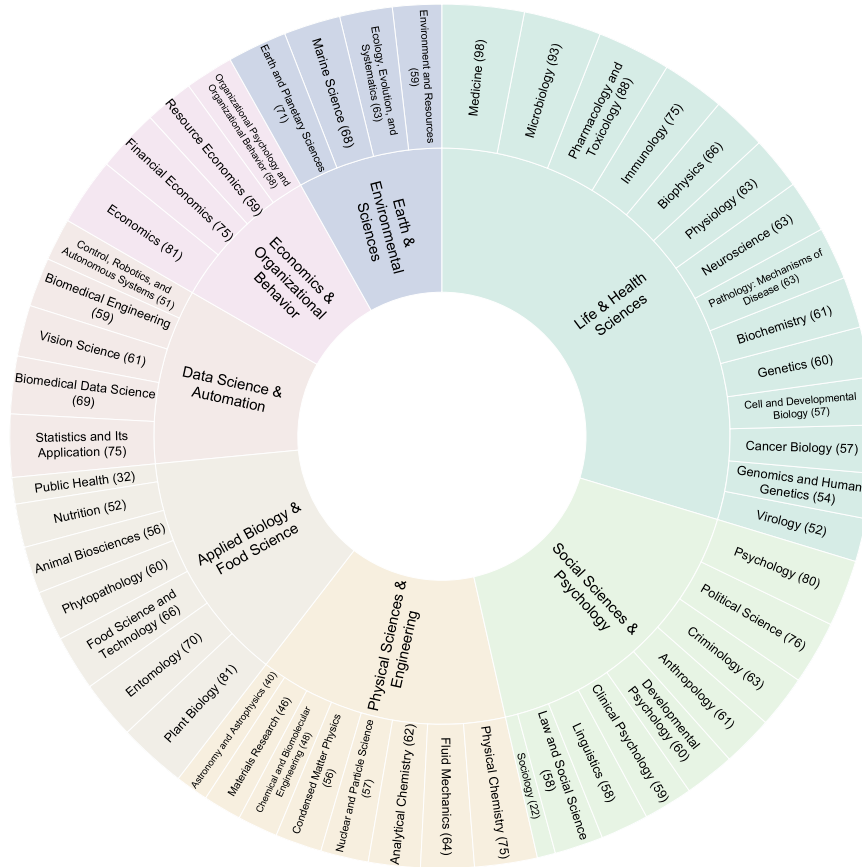 Life & Health
Sciences
Medicine (98)
Microbiology (93)
Pharmacology and
Toxicology (88)
Immunology (75)
Biophysics (66)
Physiology (63)
Neuroscience (63)
Pathology: Mechanisms of
Disease (63)
Biochemistry (61)
Genetics (60)
Cell and Developmental
Biology (57)
Cancer Biology (57)
Genomics and Human
Genetics (54)
Virology (52)
Social Sciences &
Psychology
Psychology (80)
Political Science (76)
Criminology (63)
Anthropology (61)
Developmental
Psychology (60)
Clinical Psychology (59)
Linguistics (58)
Law and Social Science
(58)
Sociology (22)
Physical Sciences &
Engineering
Physical Chemistry (75)
Fluid Mechanics (64)
Analytical Chemistry (62)
Nuclear and Particle Science
(57)
Condensed Matter Physics
(56)
Chemical and Biomolecular
Engineering (48)
Materials Research (46)
Astronomy and Astrophysics (40)
Applied Biology &
Food Science
Plant Biology (81)
Entomology (70)
Food Science and
Technology (66)
Phytopathology (60)
Animal Biosciences (56)
Nutrition (52)
Public Health (32)
Data Science &
Automation
Statistics and Its
Application (75)
Biomedical Data Science
(69)
Vision Science (61)
Biomedical Engineering
(59)
Control, Robotics, and
Autonomous Systems (51)
Economics &
Organizational
Behavior
Economics (81)
Financial Economics (75)
Resource Economics (59)
Organizational Psychology and
Organizational Behavior (58)
Earth &
Environmental
Sciences
Earth and Planetary Sciences
(71)
Marine Science (68)
Ecology, Evolution, and
Systematics (63)
Environment and Resources
(59)